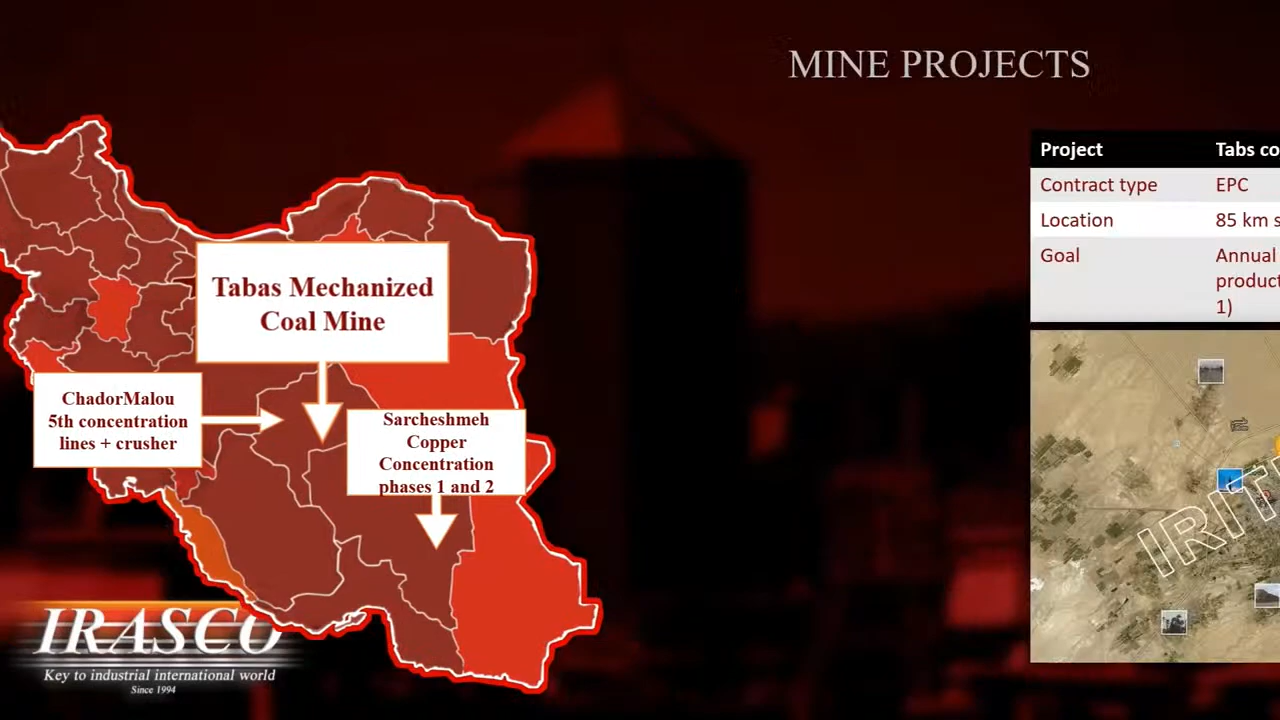 MINE PROJECTS
Tabas Mechanized
Coal Mine
ChadorMalou
5th concentration
lines + crusher
Sarcheshmeh
Copper
Concentration
phases 1 and 2
Project Tabs co
Contract type EPC
Location 85 km s
Goal Annual
product
1)
IRIT
IRASCO
Key to industrial international world
Since 1994